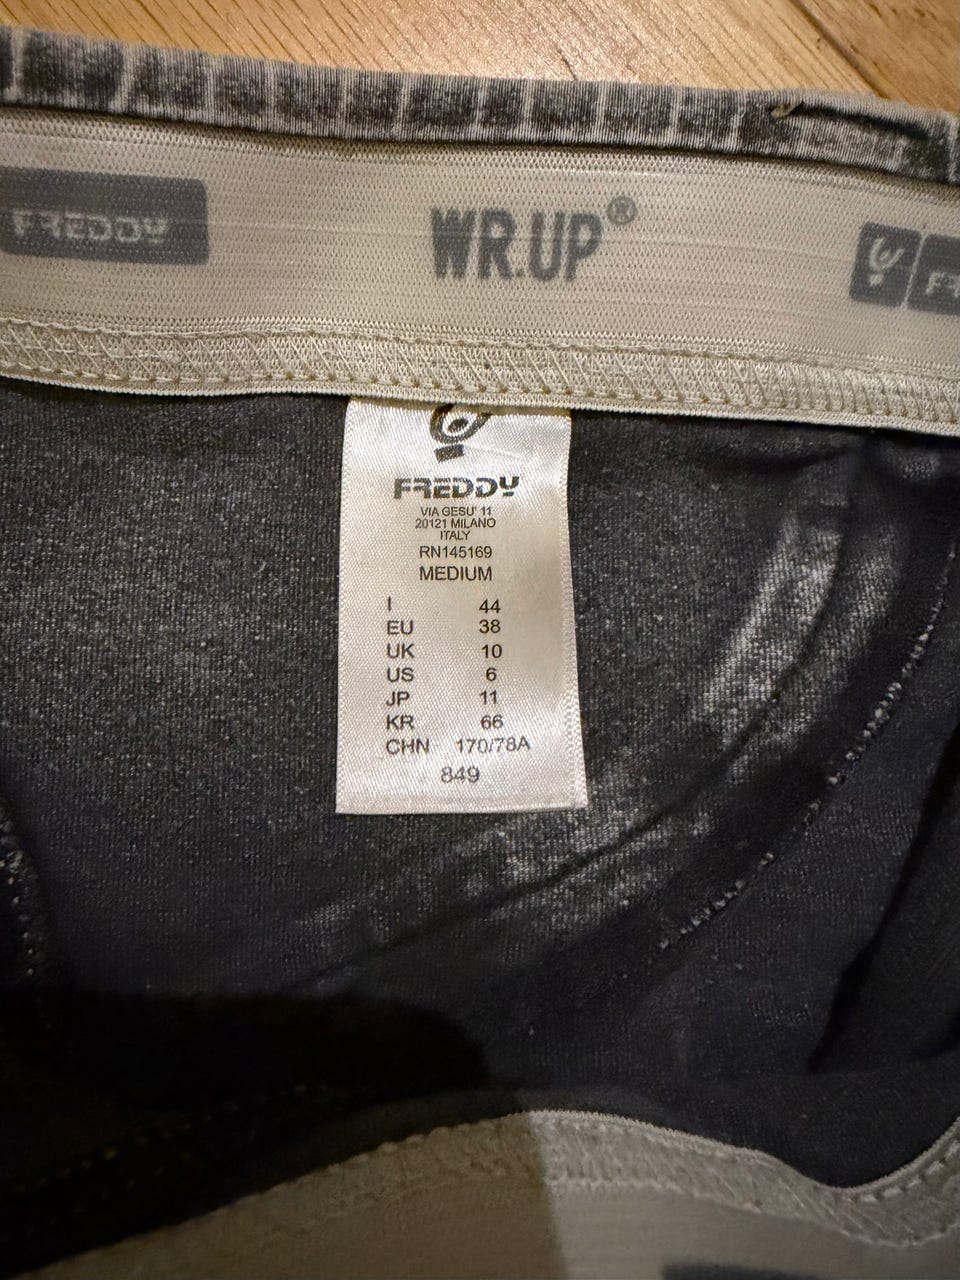 FREDDY
WR.UP®
FREDDY
VIA GESU' 11
20121 MILANO
ITALY
RN145169
MEDIUM
I 44
EU 38
UK 10
US 6
JP 11
KR 66
CHN 170/78A
849